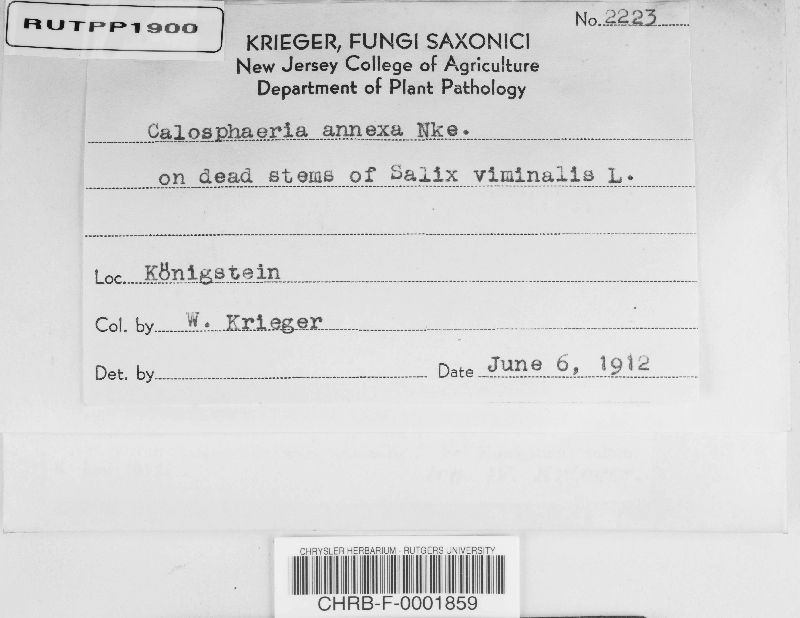 RUTPP1900
No. 2223
KRIEGER, FUNGI SAXONICI
New Jersey College of Agriculture
Department of Plant Pathology
Calosphaeria annexa Nke.
on dead stems of Salix viminalis L.
Loc. Königstein
Col. by W. Krieger
Det. by
Date June 6, 1912
CHRYSLER HERBARIUM - RUTGERS UNIVERSITY
CHRB-F-0001859